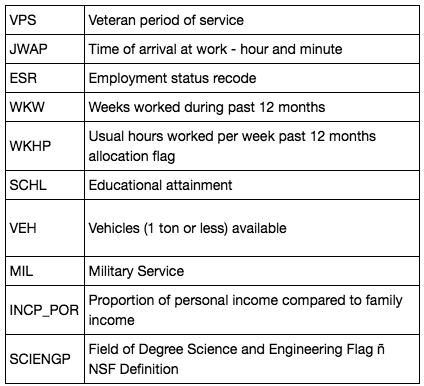 VPS Veteran period of service
JWAP Time of arrival at work - hour and minute
ESR Employment status recode
WKW Weeks worked during past 12 months
WKHP Usual hours worked per week past 12 months
allocation flag
SCHL Educational attainment
VEH Vehicles (1 ton or less) available
MIL Military Service
INCP_POR Proportion of personal income compared to family
income
SCIENGP Field of Degree Science and Engineering Flag ñ
NSF Definition